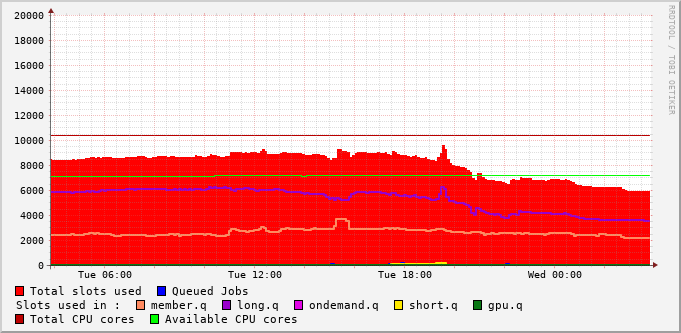 RRDTOOL / TOBI OETIKER
20000
18000
16000
14000
12000
10000
8000
6000
4000
2000
0
Tue 06:00 Tue 12:00 Tue 18:00 Wed 00:00
Total slots used Queued Jobs
Slots used in : member.q long.q ondemand.q short.q gpu.q
Total CPU cores Available CPU cores